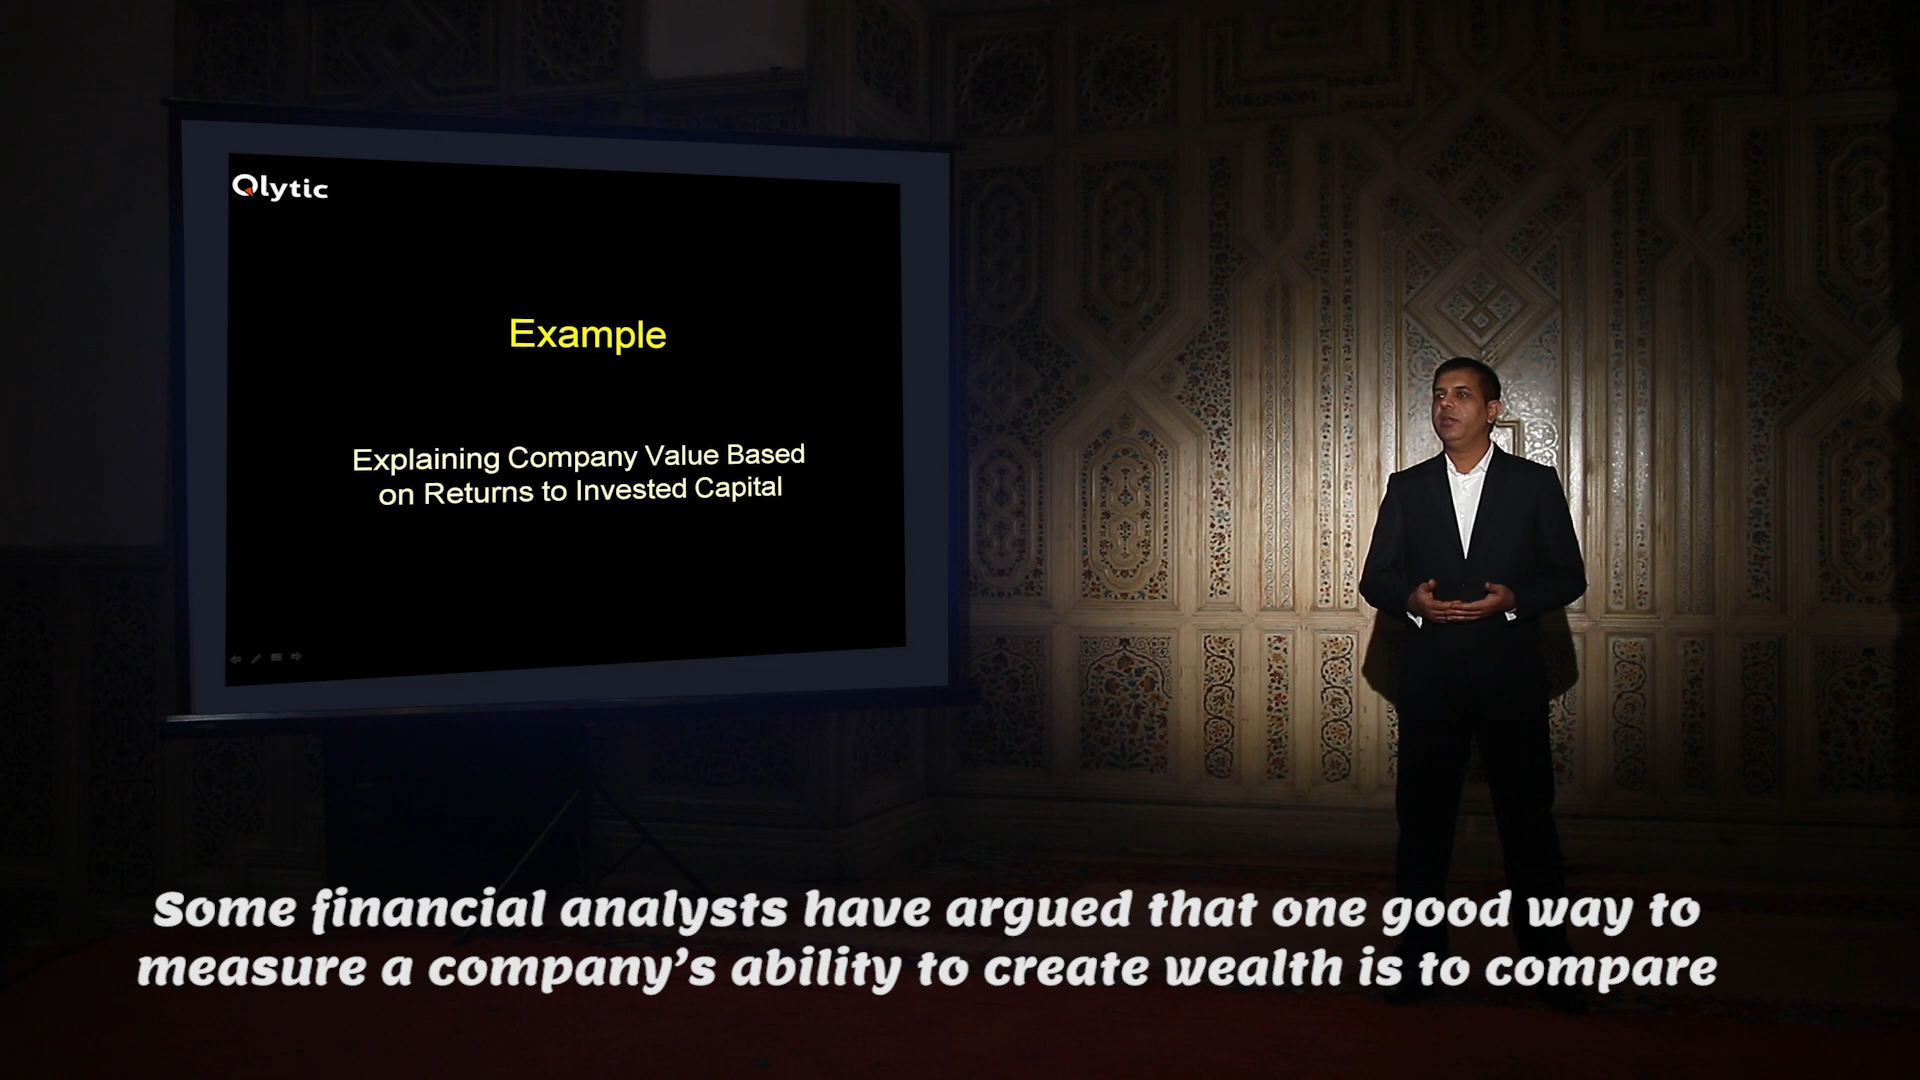 Qlytic
Example
Explaining Company Value Based
on Returns to Invested Capital
Some financial analysts have argued that one good way to
measure a company’s ability to create wealth is to compare